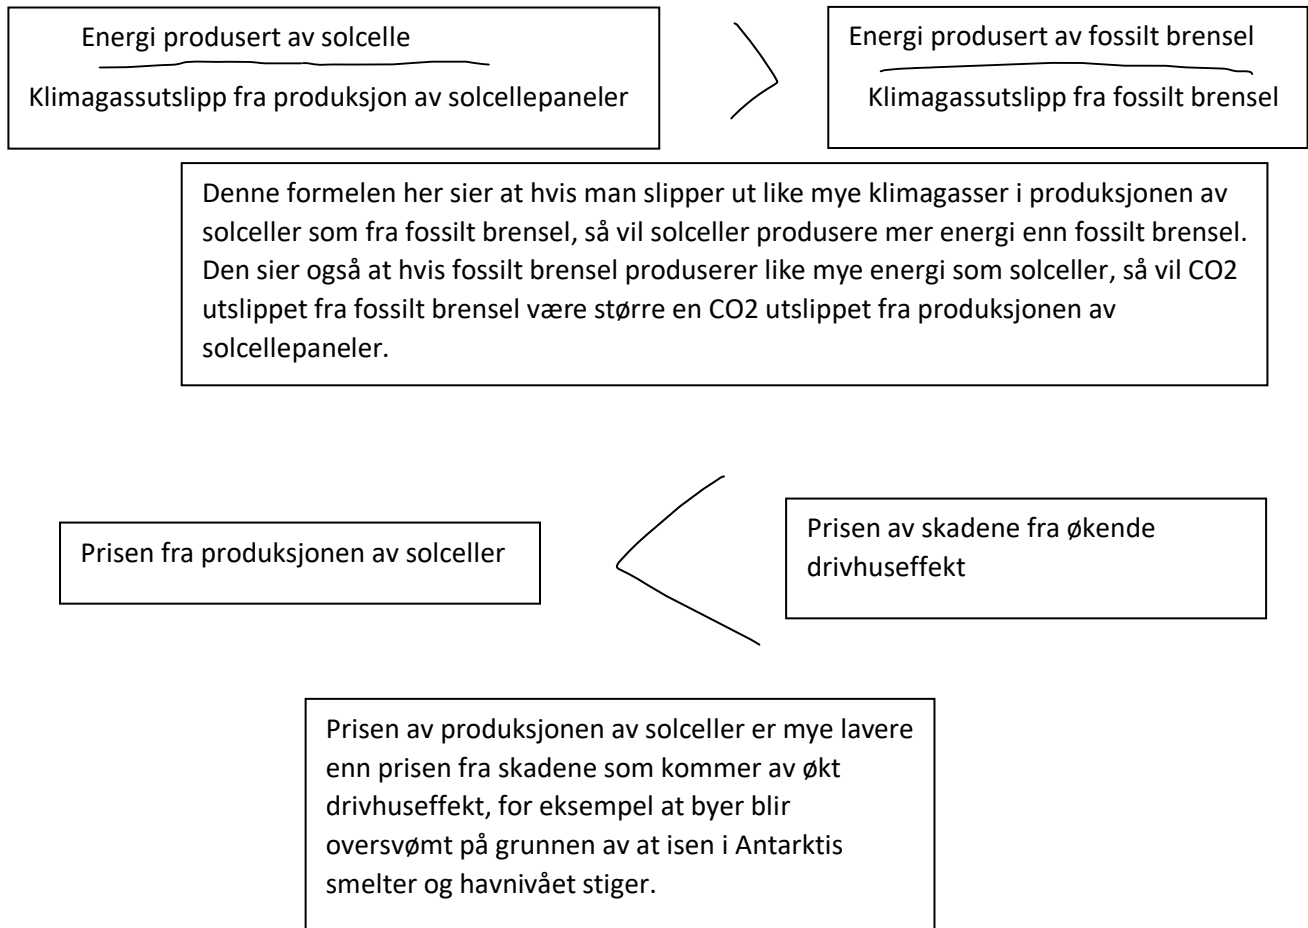 Energi produsert av solcelle
Klimagassutslipp fra produksjon av solcellepaneler
Energi produsert av fossilt brensel
Klimagassutslipp fra fossilt brensel
Denne formelen her sier at hvis man slipper ut like mye klimagasser i produksjonen av
solceller som fra fossilt brensel, så vil solceller produsere mer energi enn fossilt brensel.
Den sier også at hvis fossilt brensel produserer like mye energi som solceller, så vil CO2
utslippet fra fossilt brensel være større en CO2 utslippet fra produksjonen av
solcellepaneler.
Prisen fra produksjonen av solceller
Prisen av skadene fra økende
drivhuseffekt
Prisen av produksjonen av solceller er mye lavere
enn prisen fra skadene som kommer av økt
drivhuseffekt, for eksempel at byer blir
oversvømt på grunnen av at isen i Antarktis
smelter og havnivået stiger.